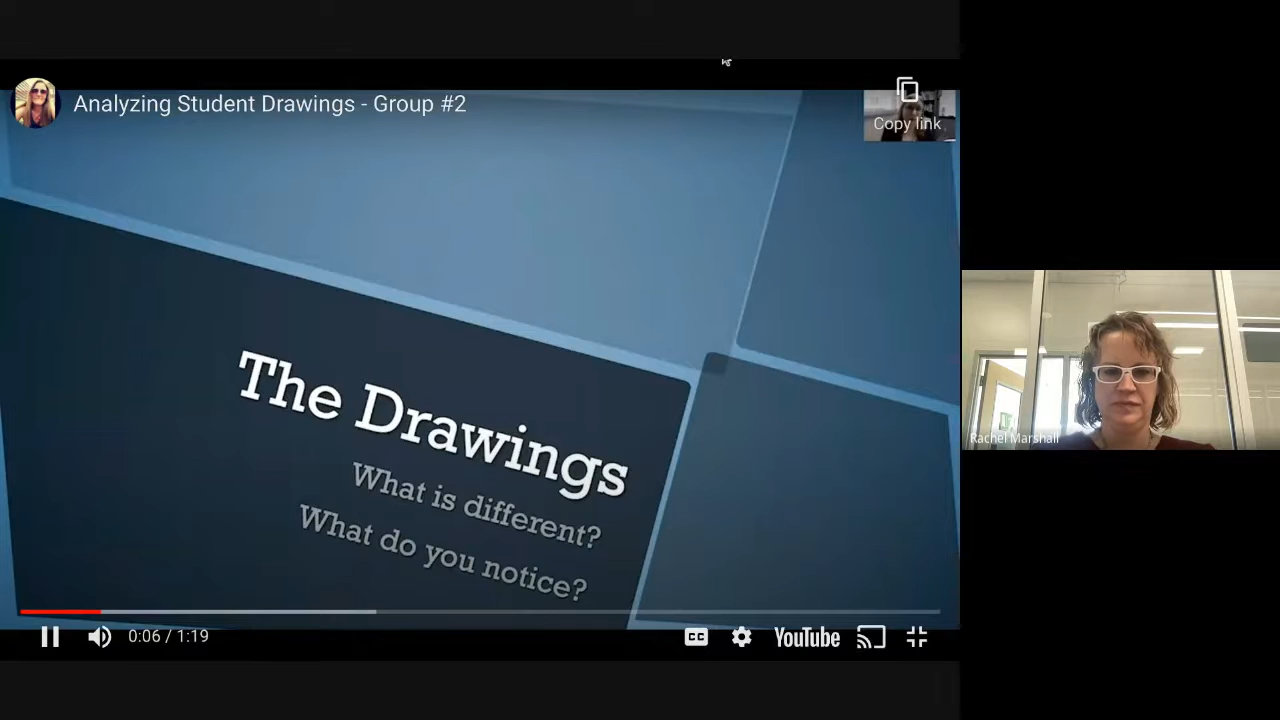 Analyzing Student Drawings - Group #2
Copy link
The Drawings
What is different?
What do you notice?
Rachel Marshall
0:06 / 1:19
CC
YouTube